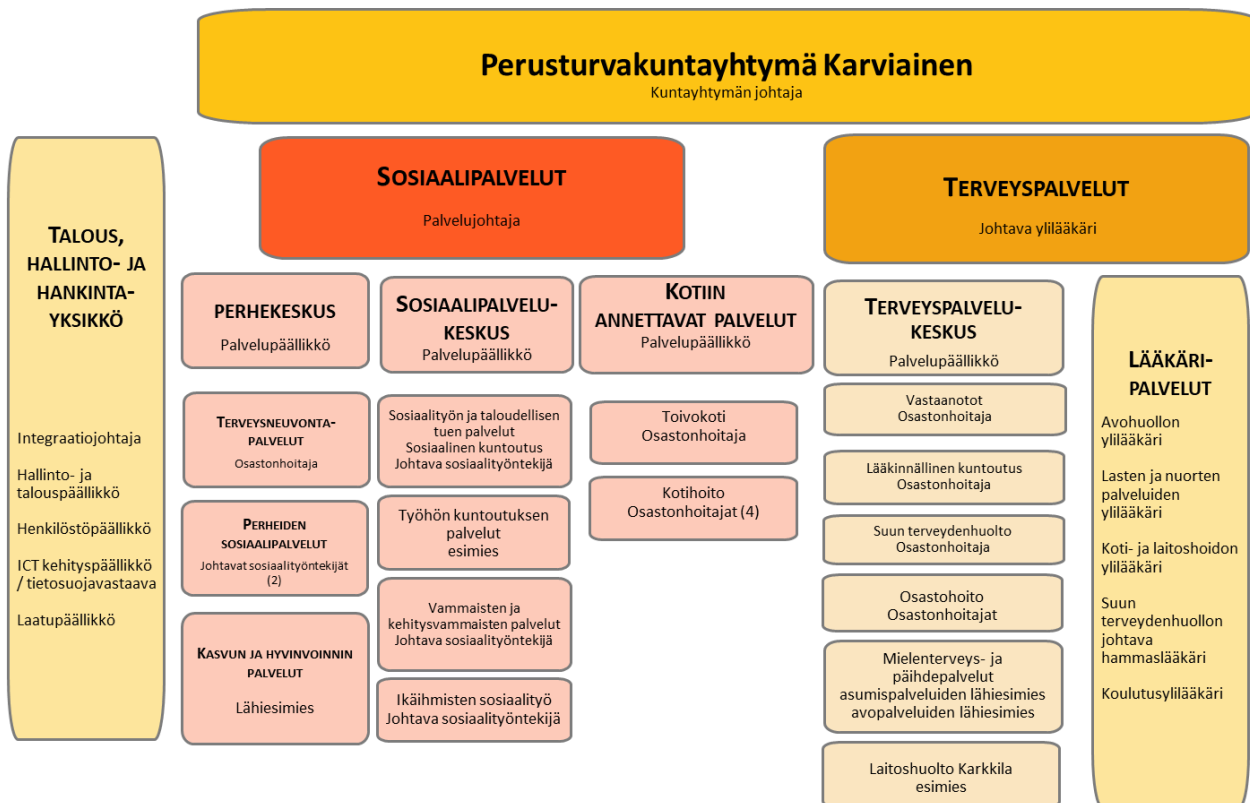 Perusturvakuntayhtymä Karviainen
Kuntayhtymän johtaja
TALOUS,
HALLINTO- JA
HANKINTA-
YKSIKKÖ
Integraatiojohtaja
Hallinto- ja
talouspäällikkö
Henkilöstöpäällikkö
ICT kehityspäällikkö
/ tietosuojavastaava
Laatupäällikkö
SOSIAALIPALVELUT
Palvelujohtaja
PERHEKESKUS
Palvelupäällikkö
TERVEYSNEUVONTA-
PALVELUT
Osastonhoitaja
PERHEIDEN
SOSIAALIPALVELUT
Johtavat sosiaalityöntekijät
(2)
KASVUN JA HYVINVOINNIN
PALVELUT
Lähiesimies
SOSIAALIPALVELU-
KESKUS
Palvelupäällikkö
Sosiaalityön ja taloudellisen
tuen palvelut
Sosiaalinen kuntoutus
Johtava sosiaalityöntekijä
Työhön kuntoutuksen
palvelut
esimies
Vammaisten ja
kehitysvammaisten palvelut
Johtava sosiaalityöntekijä
Ikäihmisten sosiaalityö
Johtava sosiaalityöntekijä
KOTIIN
ANNETTAVAT PALVELUT
Palvelupäällikkö
Toivokoti
Osastonhoitaja
Kotihoito
Osastonhoitajat (4)
TERVEYSPALVELUT
Johtava ylilääkäri
TERVEYSPALVELU-
KESKUS
Palvelupäällikkö
Vastaanotot
Osastonhoitaja
Lääkinnällinen kuntoutus
Osastonhoitaja
Suun terveydenhuolto
Osastonhoitaja
Osastohoito
Osastonhoitajat
Mielenterveys- ja
päihdepalvelut
asumispalveluiden lähiesimies
avopalveluiden lähiesimies
Laitoshuolto Karkkila
esimies
LÄÄKÄRI-
PALVELUT
Avohuollon
ylilääkäri
Lasten ja nuorten
palveluiden
ylilääkäri
Koti- ja laitoshoidon
ylilääkäri
Suun
terveydenhuollon
johtava
hammaslääkäri
Koulutusylilääkäri